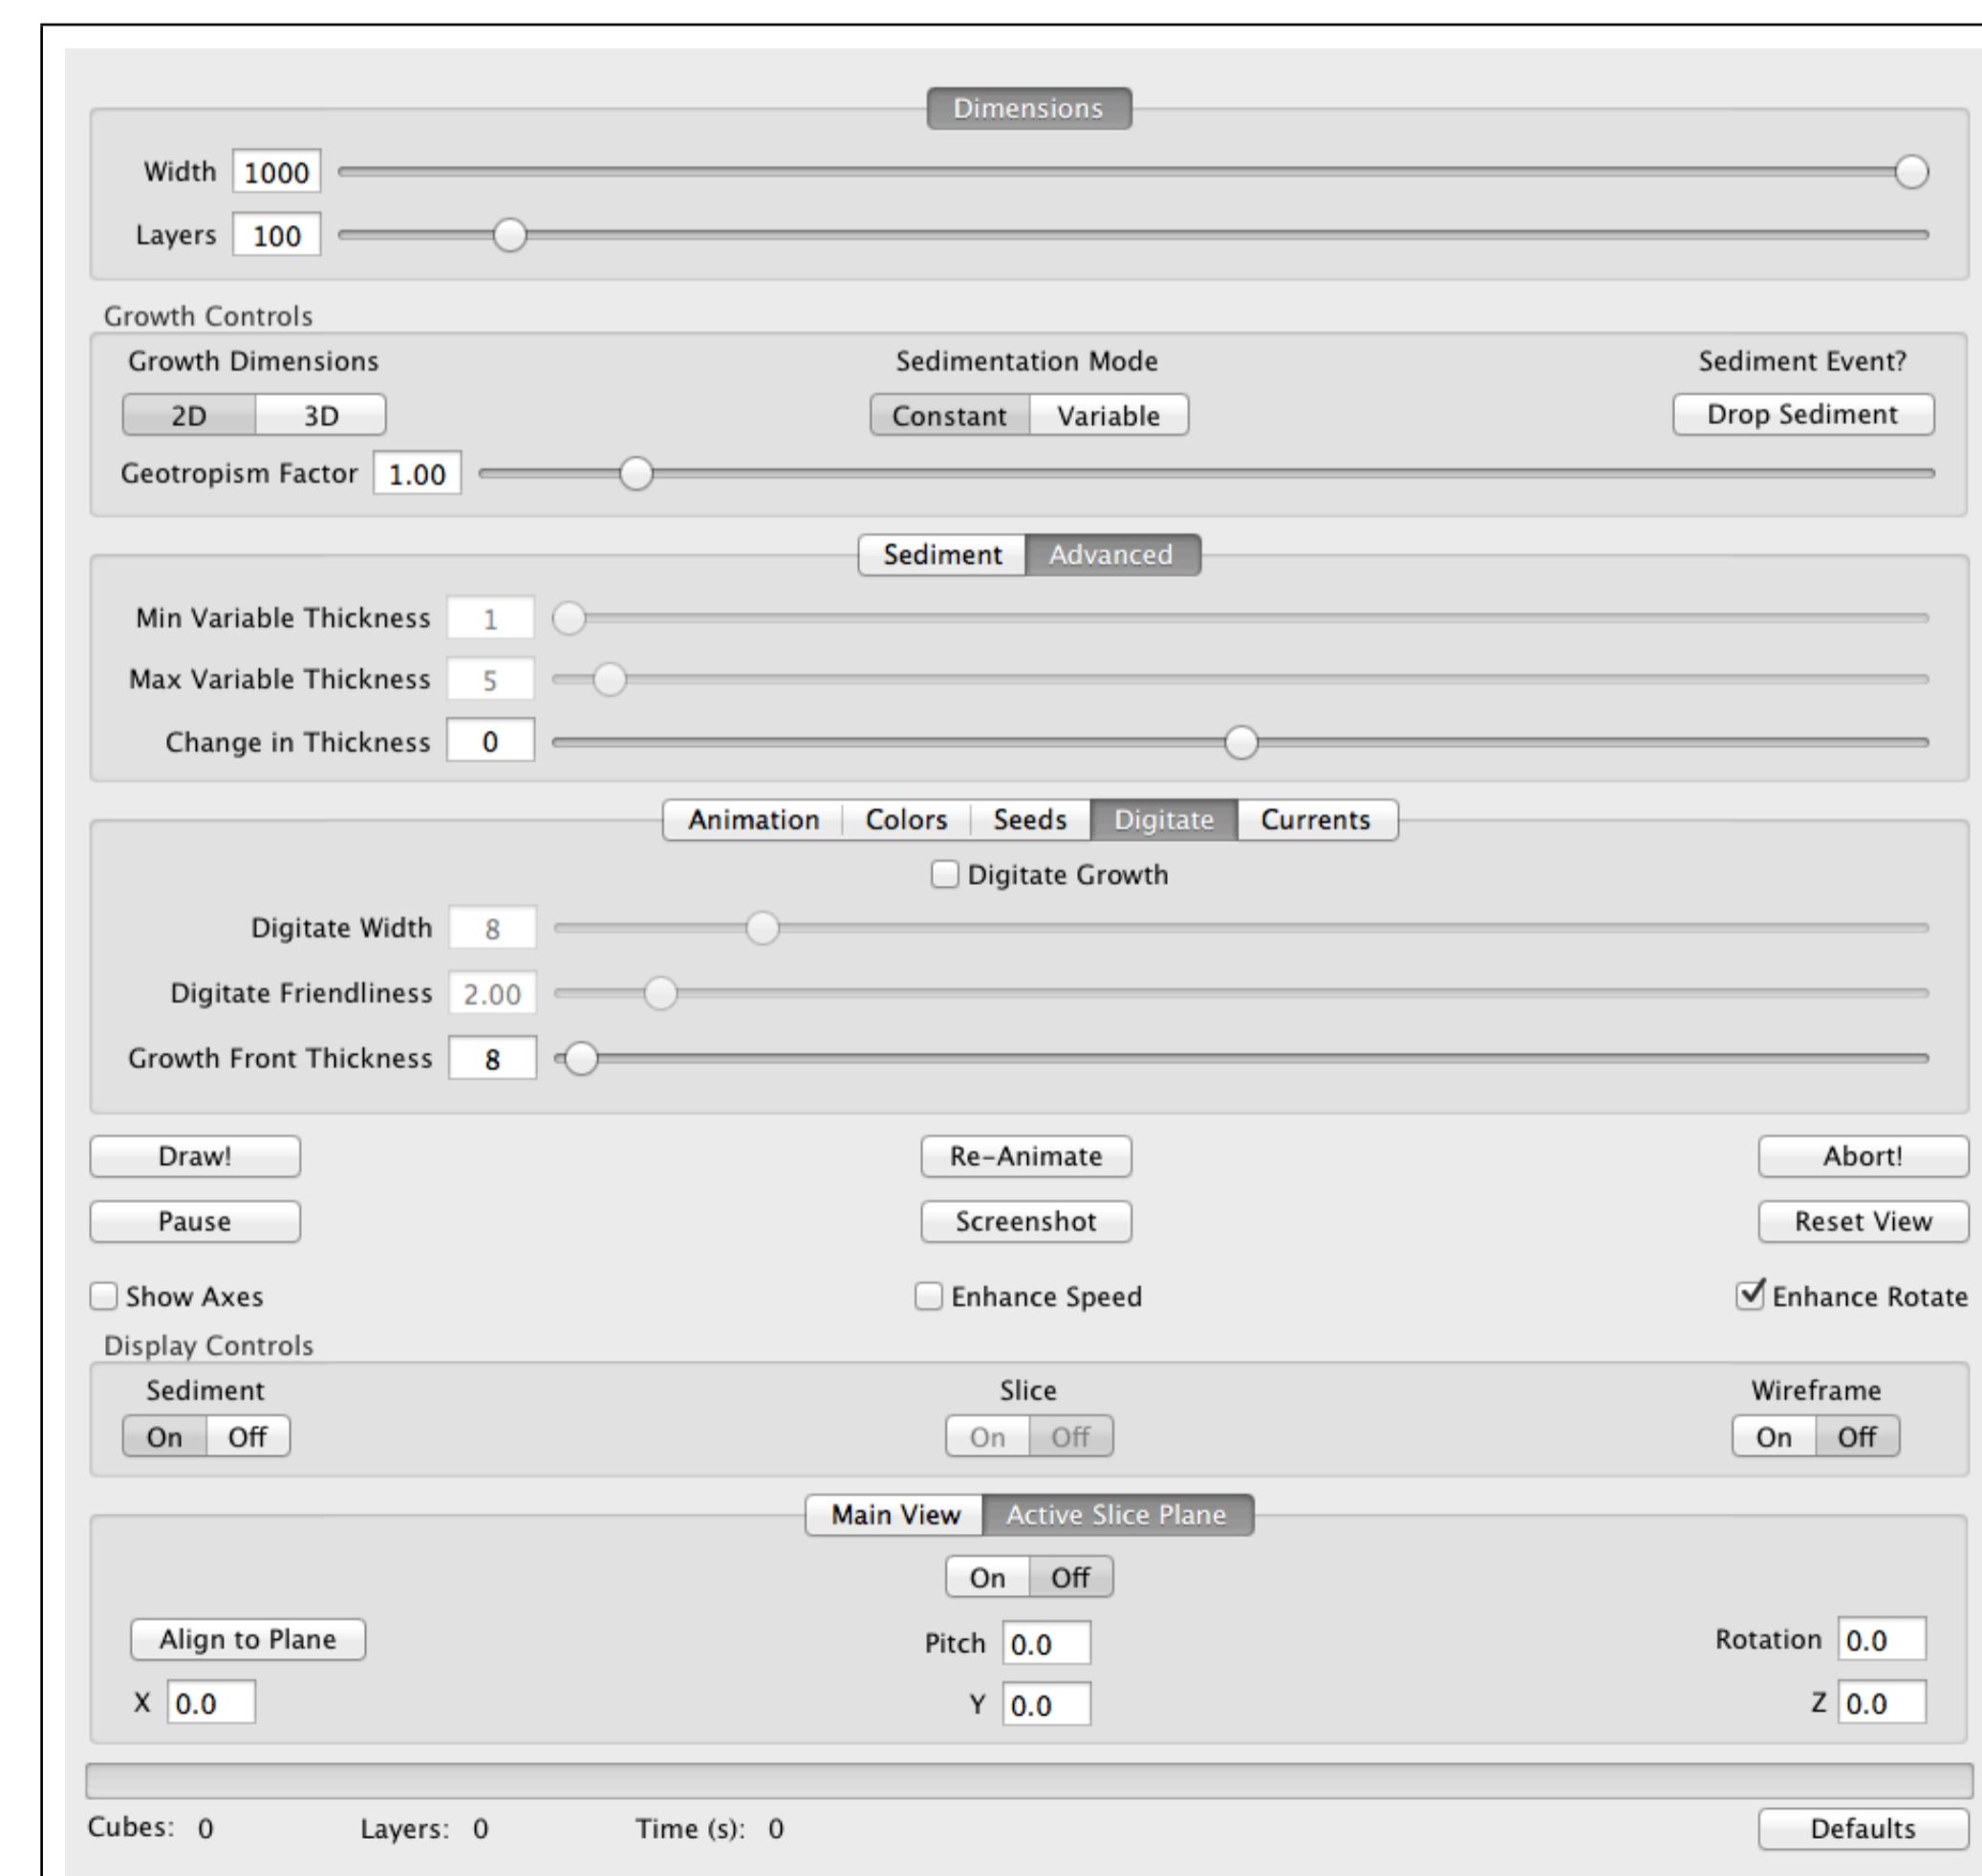 Dimensions
Width 1000
Layers 100
Growth Controls
Growth Dimensions Sedimentation Mode Sediment Event?
2D 3D Constant Variable Drop Sediment
Geotropism Factor 1.00
Sediment Advanced
Min Variable Thickness 1
Max Variable Thickness 5
Change in Thickness 0
Animation Colors Seeds Digitate Currents
Digitate Growth
Digitate Width 8
Digitate Friendliness 2.00
Growth Front Thickness 8
Draw! Re-Animate Abort!
Pause Screenshot Reset View
Show Axes Enhance Speed Enhance Rotate
Display Controls
Sediment Slice Wireframe
On Off On Off On Off
Main View Active Slice Plane
On Off
Align to Plane Pitch 0.0 Rotation 0.0
X 0.0 Y 0.0 Z 0.0
Cubes: 0 Layers: 0 Time (s): 0 Defaults